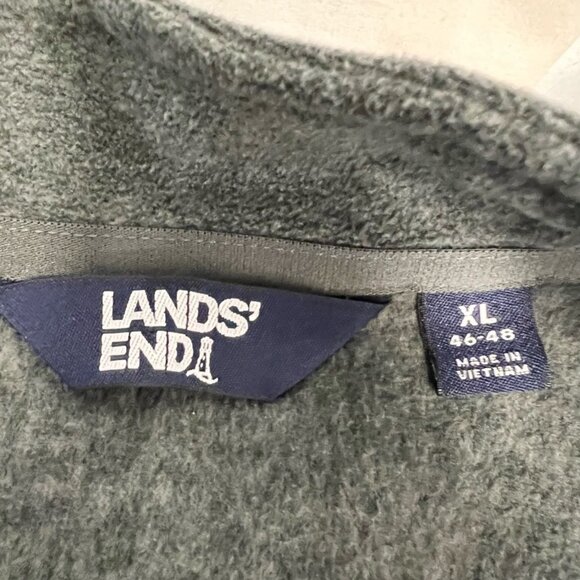 LANDS'
END
XL
46-48
MADE IN
VIETNAM